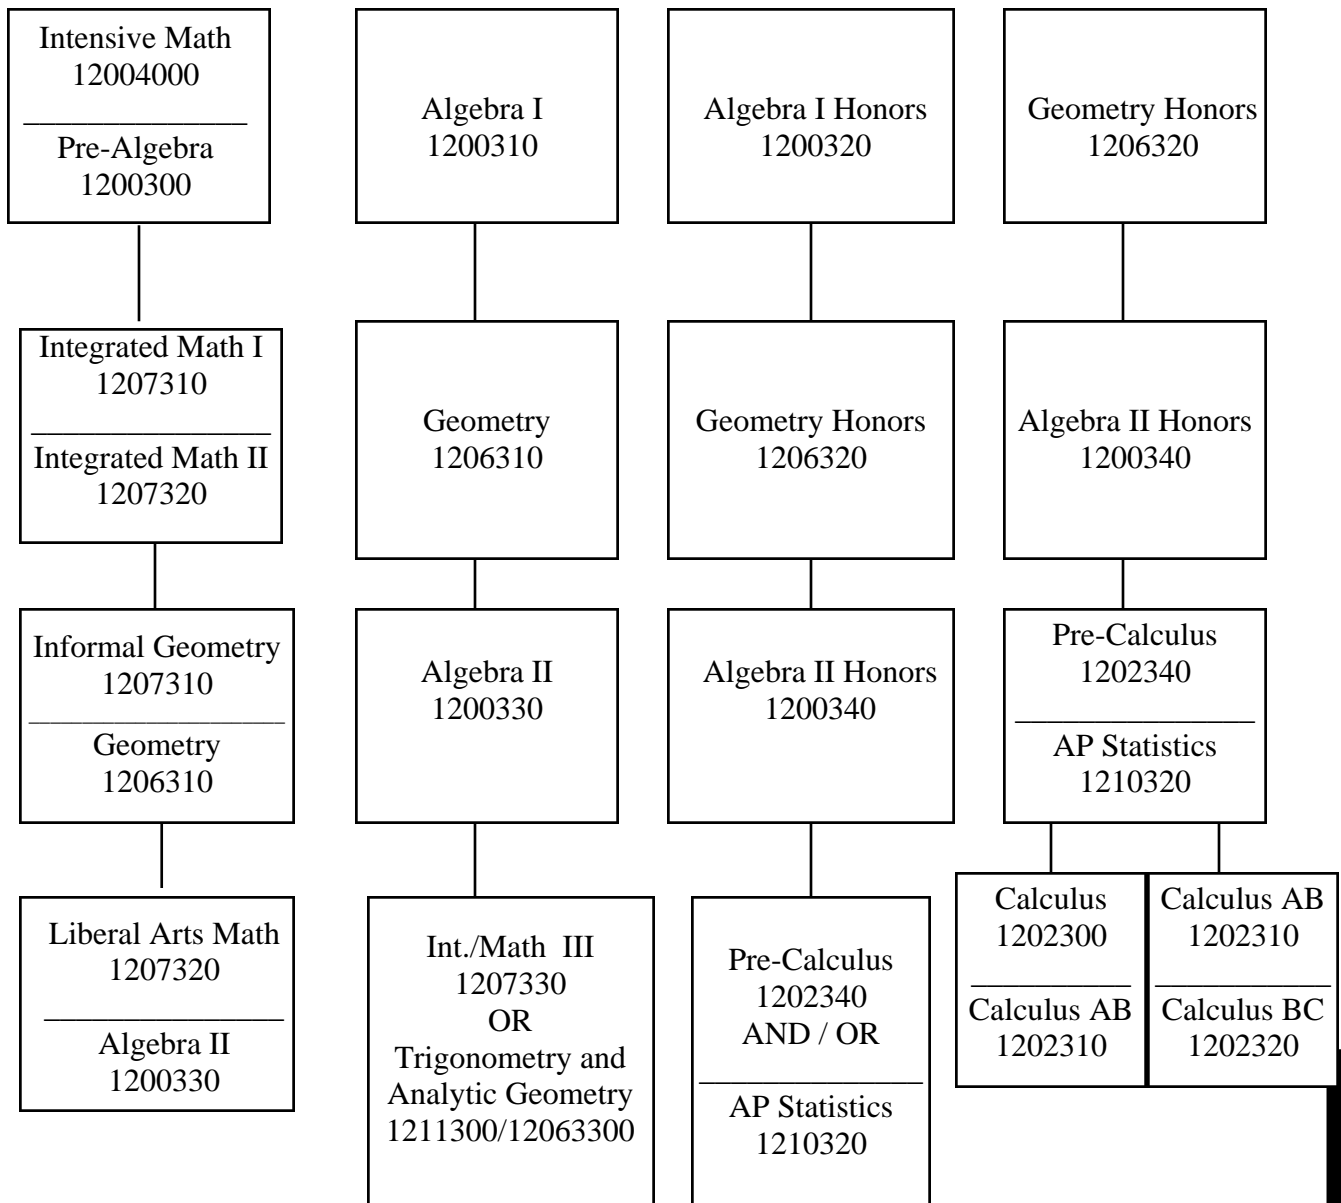 Intensive Math
12004000
Pre-Algebra
1200300
Algebra I
1200310
Algebra I Honors
1200320
Geometry Honors
1206320
Integrated Math I
1207310
Integrated Math II
1207320
Geometry
1206310
Geometry Honors
1206320
Algebra II Honors
1200340
Informal Geometry
1207310
Geometry
1206310
Algebra II
1200330
Algebra II Honors
1200340
Pre-Calculus
1202340
AP Statistics
1210320
Liberal Arts Math
1207320
Algebra II
1200330
Int./Math III
1207330
OR
Trigonometry and
Analytic Geometry
1211300/12063300
Pre-Calculus
1202340
AND / OR
AP Statistics
1210320
Calculus
1202300
Calculus AB
1202310
Calculus AB
1202310
Calculus BC
1202320